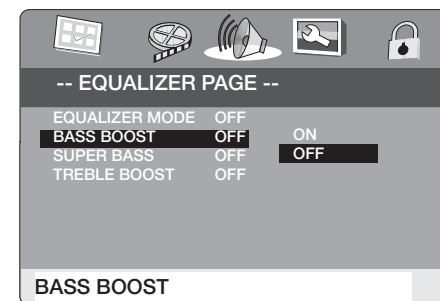 -- EQUALIZER PAGE --
EQUALIZER MODE OFF
BASS BOOST OFF ON
SUPER BASS OFF OFF
TREBLE BOOST OFF
BASS BOOST